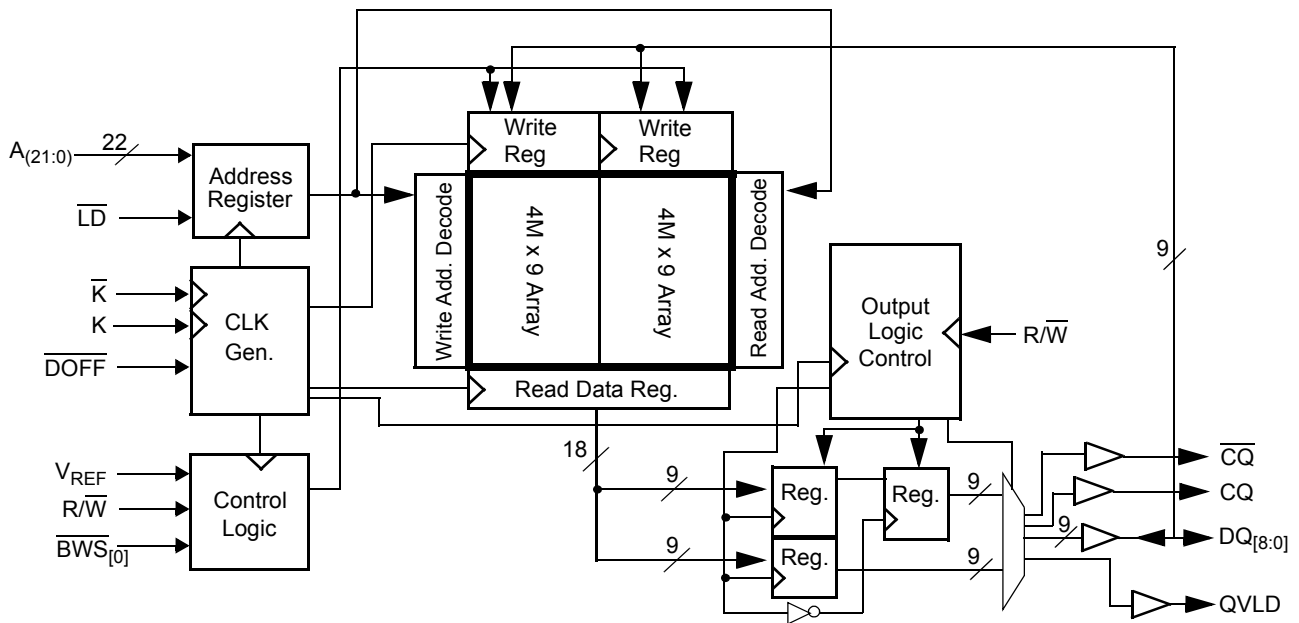 A(21:0)
22
LD
Address
Register
K
K
DOFF
CLK
Gen.
VREF
R/W
BWS[0]
Control
Logic
Write
Reg
Write
Reg
Write Add. Decode
4M x 9 Array
4M x 9 Array
Read Add. Decode
Read Data Reg.
Output
Logic
Control
R/W
9
18
9
Reg.
Reg.
9
9
Reg.
9
9
CQ
CQ
DQ[8:0]
QVLD